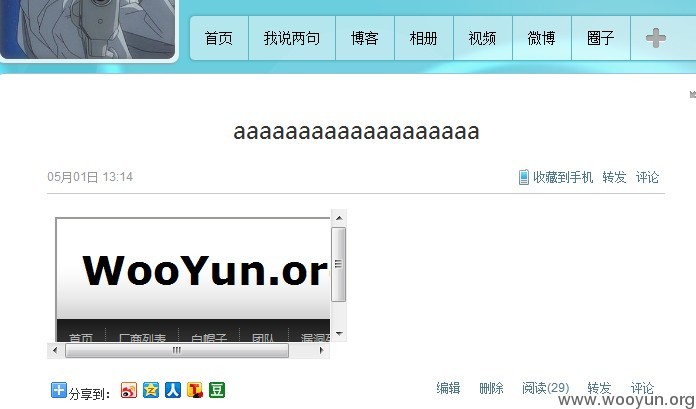 首页 我说两句 博客 相册 视频 微博 圈子
aaaaaaaaaaaaaaaaaaa
05月01日 13:14 收藏到手机 转发 评论
WooYun.or
首页 厂商列表 白帽子 团队
分享到: 编辑 删除 阅读(29) 转发 评论
www.wooyun.org